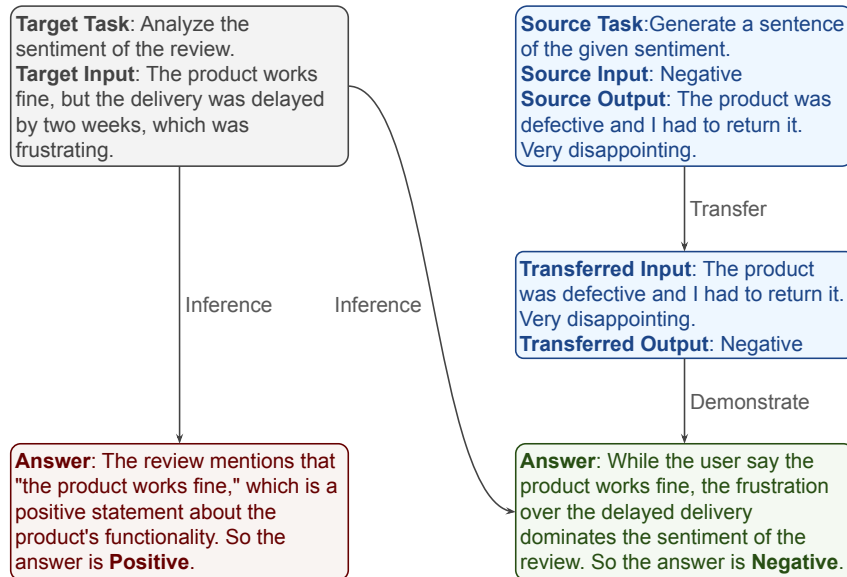 Target Task: Analyze the
sentiment of the review.
Target Input: The product works
fine, but the delivery was delayed
by two weeks, which was
frustrating.
Source Task:Generate a sentence
of the given sentiment.
Source Input: Negative
Source Output: The product was
defective and I had to return it.
Very disappointing.
Transfer
Transferred Input: The product
was defective and I had to return it.
Very disappointing.
Transferred Output: Negative
Inference
Inference
Demonstrate
Answer: The review mentions that
"the product works fine," which is a
positive statement about the
product's functionality. So the
answer is Positive.
Answer: While the user say the
product works fine, the frustration
over the delayed delivery
dominates the sentiment of the
review. So the answer is Negative.